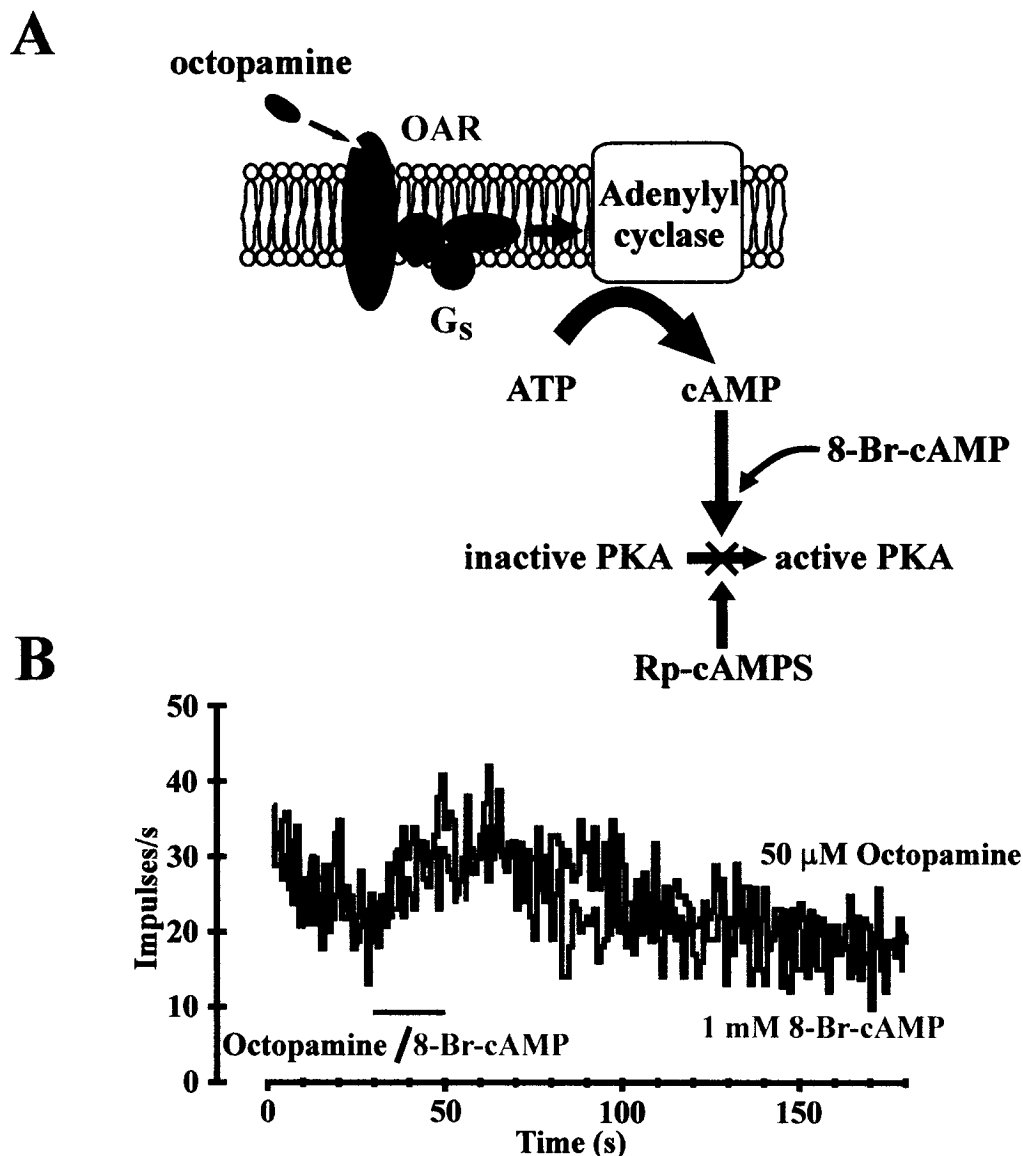 A
octopamine
OAR
Adenylyl
cyclase
G_S
ATP
cAMP
8-Br-cAMP
inactive PKA
active PKA
Rp-cAMPS
B
50
40
30
20
10
0
Impulses/s
50 μM Octopamine
1 mM 8-Br-cAMP
Octopamine / 8-Br-cAMP
0
50
100
150
Time (s)